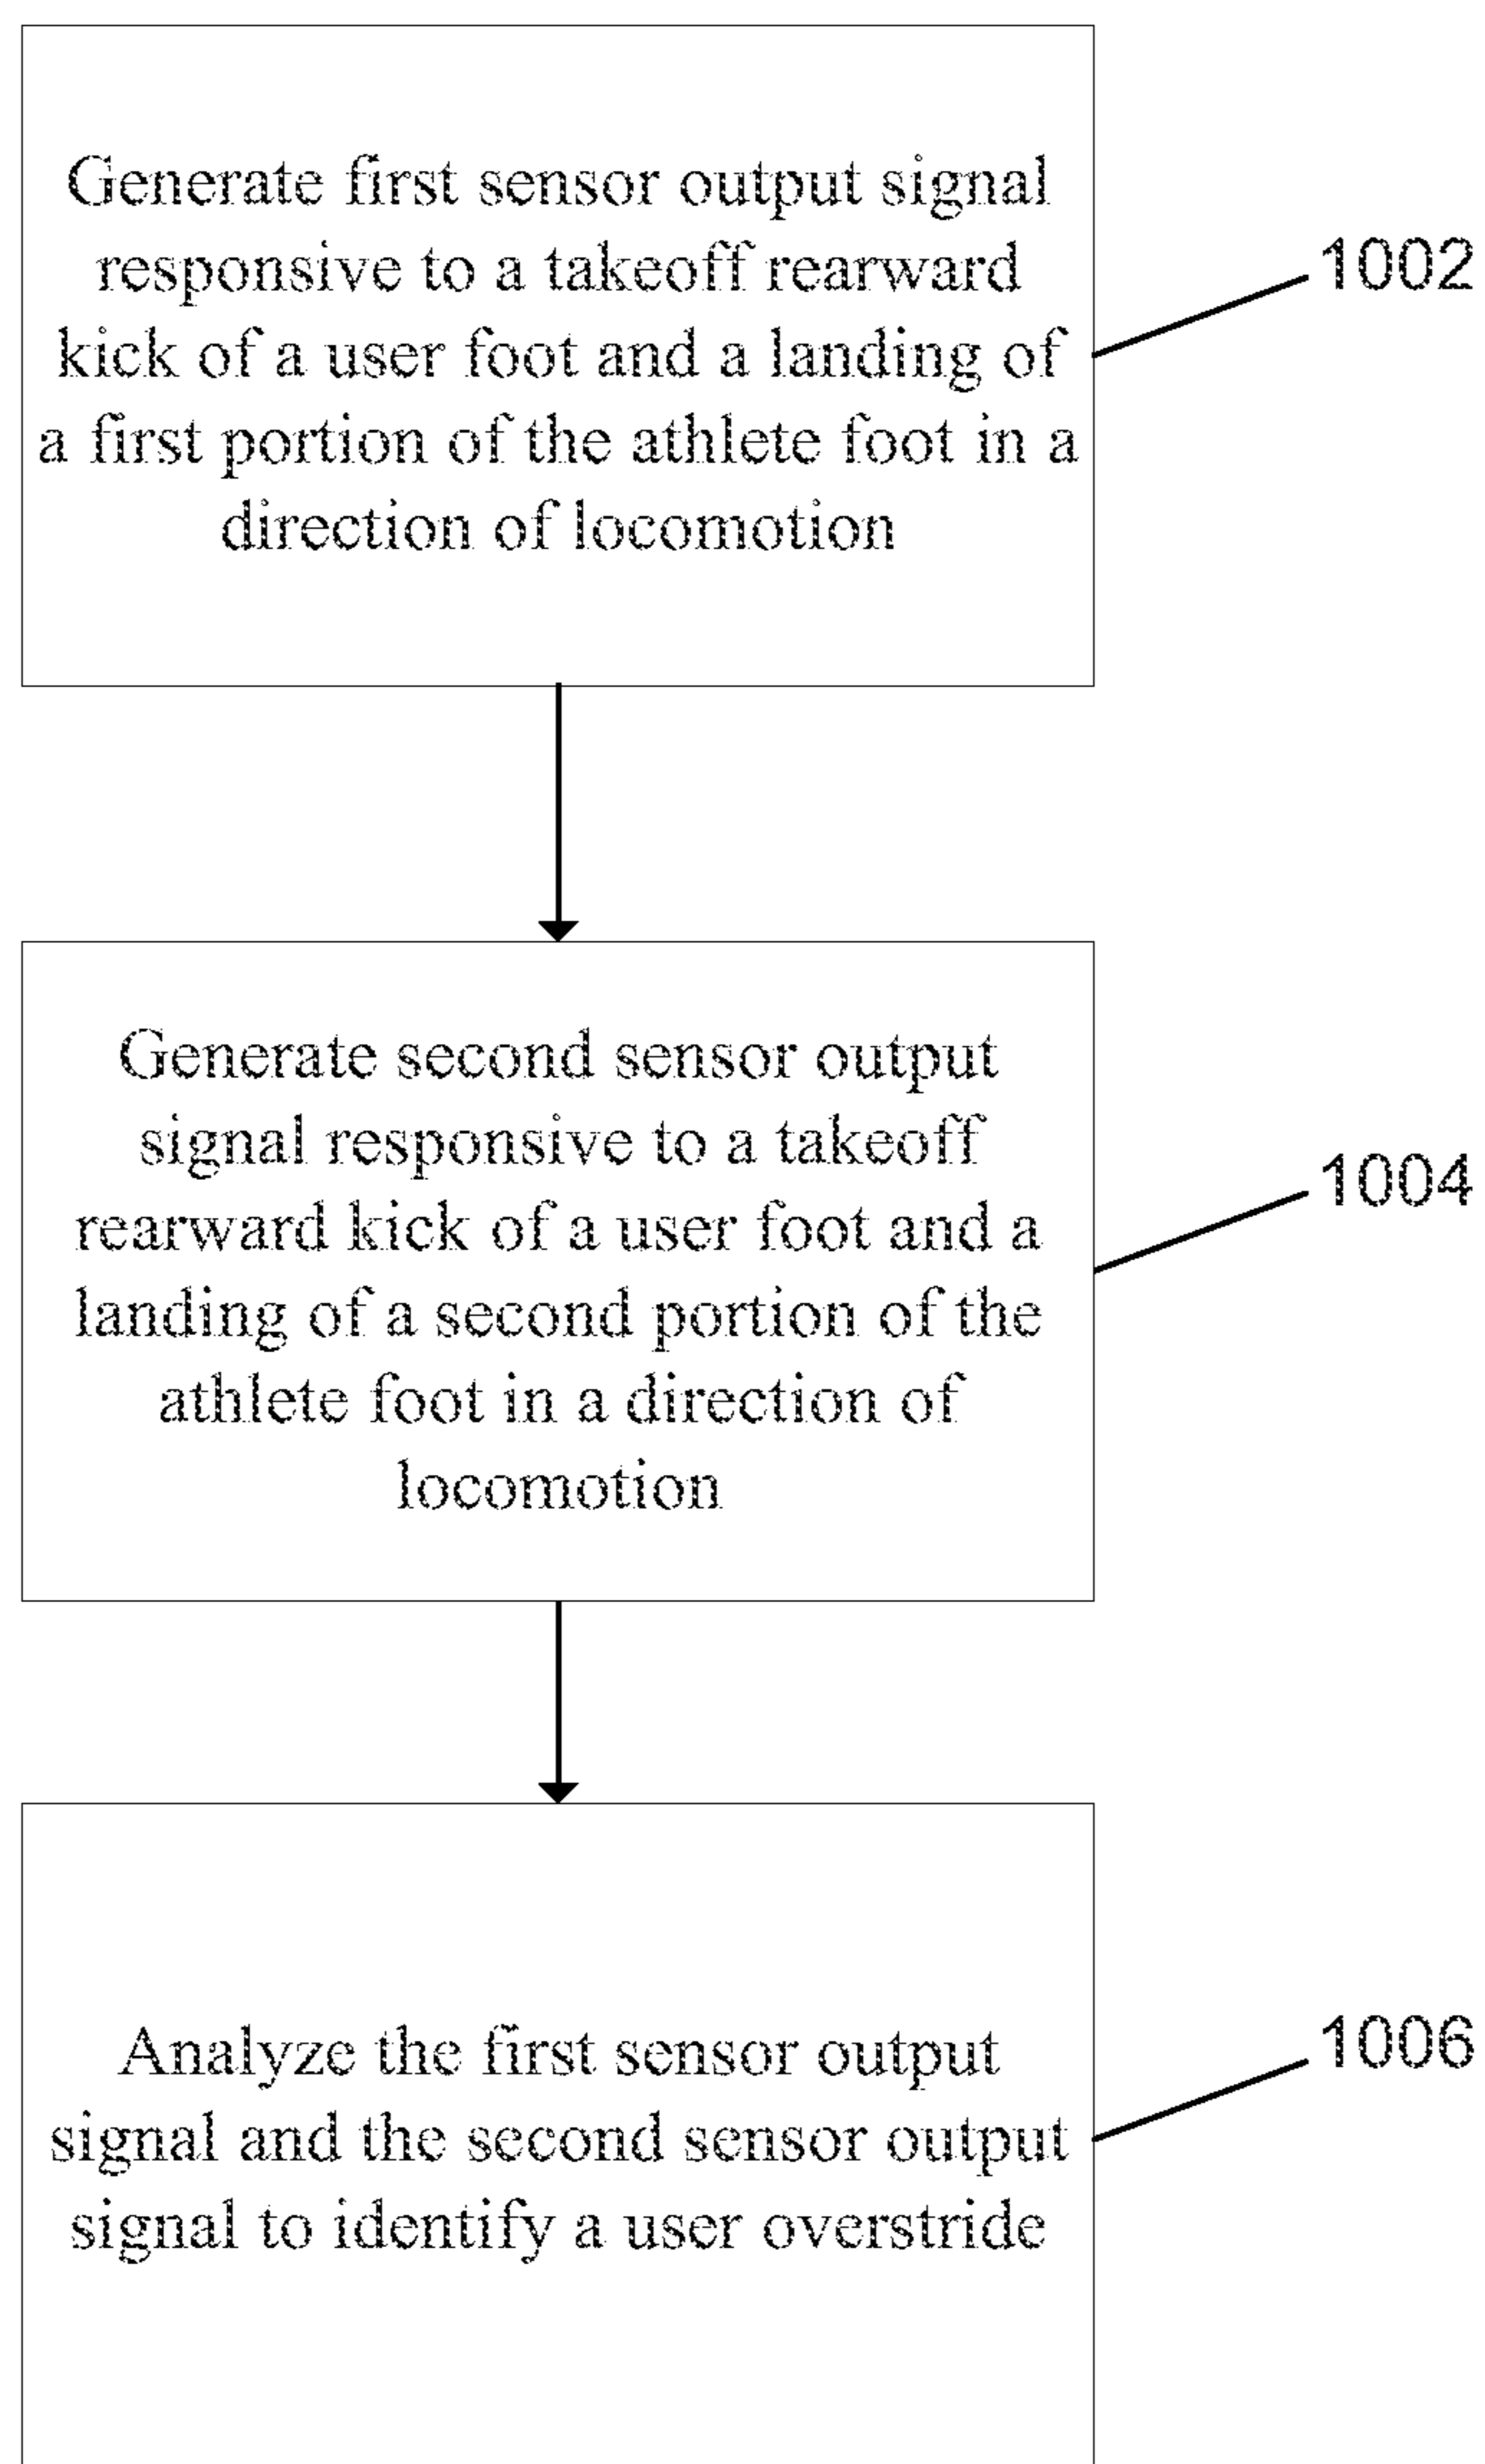 Generate first sensor output signal
responsive to a takeoff rearward
kick of a user foot and a landing of
a first portion of the athlete foot in a
direction of locomotion
1002
Generate second sensor output
signal responsive to a takeoff
rearward kick of a user foot and a
landing of a second portion of the
athlete foot in a direction of
locomotion
1004
Analyze the first sensor output
signal and the second sensor output
signal to identify a user overstride
1006